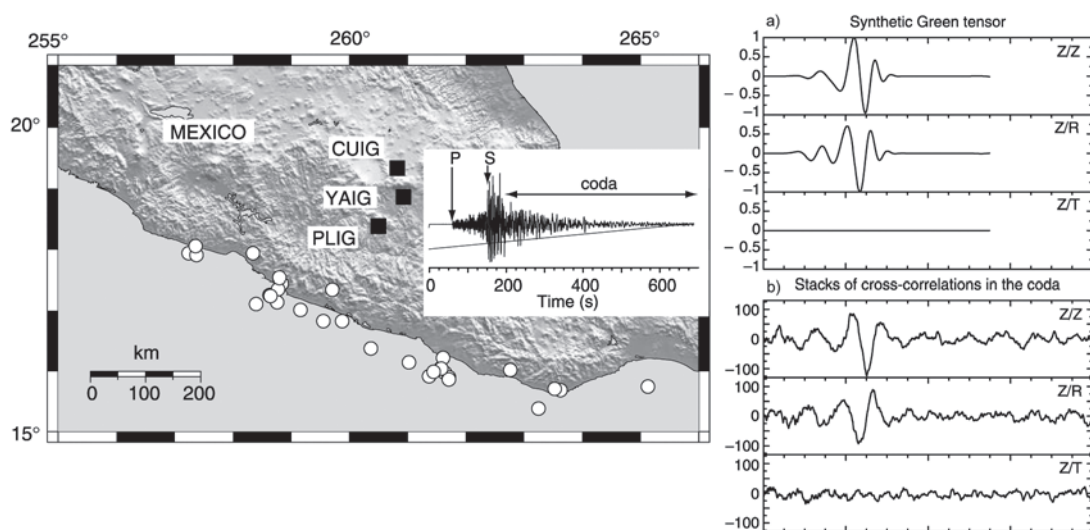 255°
260°
265°
20°
15°
MEXICO
CUIG
YAIG
PLIG
P
S
coda
0
200
400
600
Time (s)
km
0 100 200
a) Synthetic Green tensor
1
0.5
0
−0.5
−1
Z/Z
0.5
0
−0.5
−1
Z/R
0.5
0
−0.5
−1
Z/T
b) Stacks of cross-correlations in the coda
100
0
−100
Z/Z
100
0
−100
Z/R
100
0
−100
Z/T